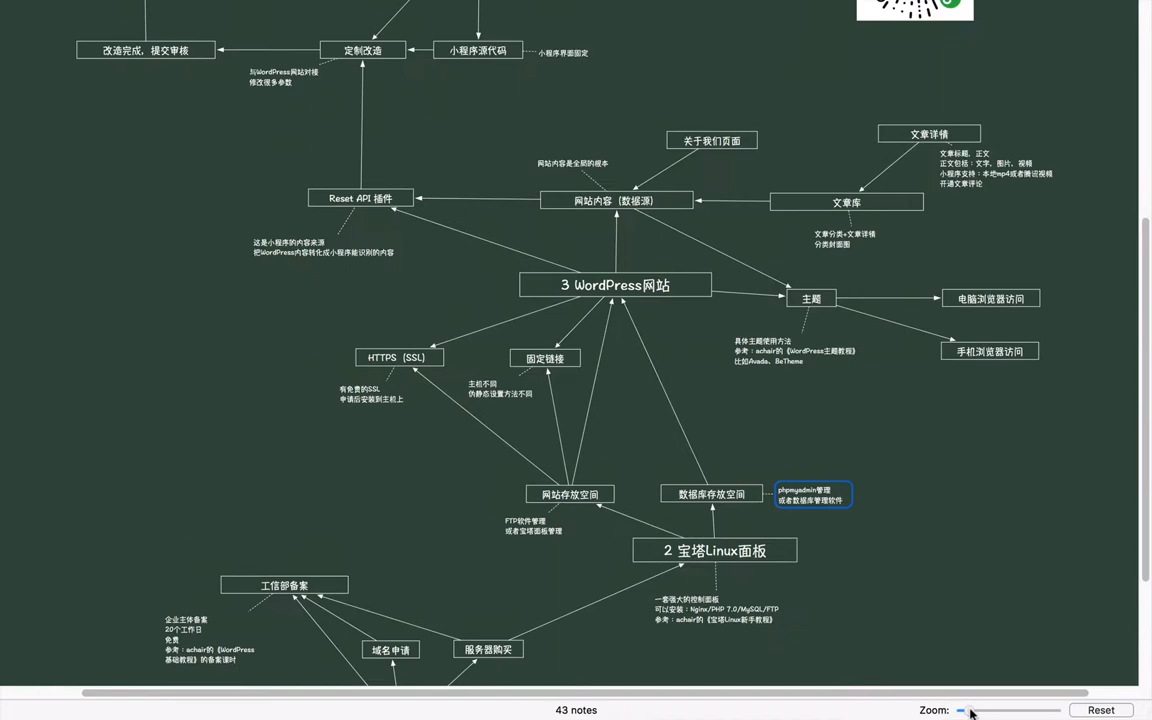 改造完成，提交审核
定制改造
小程序源代码
小程序界面固定
与WordPress网站对接
修改很多参数
关于我们页面
文章详情
文章标题，正文
正文包括：文字，图片，视频
小程序支持：本地mp4或者腾讯视频
开通文章评论
网站内容是全局的根本
Reset API 插件
网站内容（数据源）
文章库
这是小程序的内容来源
把WordPress内容转化成小程序能识别的内容
文章分类+文章详情
分类封面图
3 WordPress网站
主题
电脑浏览器访问
手机浏览器访问
具体主题使用方法
参考：achair的《WordPress主题教程》
比如Avada、BeTheme
HTTPS（SSL）
固定链接
有免费的SSL
申请后安装到主机上
主机不同
伪静态设置方法不同
网站存放空间
数据库存放空间
phpmyadmin管理
或者数据库管理软件
FTP软件管理
或者宝塔面板管理
2 宝塔Linux面板
一套强大的控制面板
可以安装：Nginx/PHP 7.0/MySQL/FTP
参考：achair的《宝塔Linux新手教程》
工信部备案
企业主体备案
20个工作日
免费
参考：achair的《WordPress
基础教程》的备案课时
域名申请
服务器购买
43 notes
Zoom:
Reset